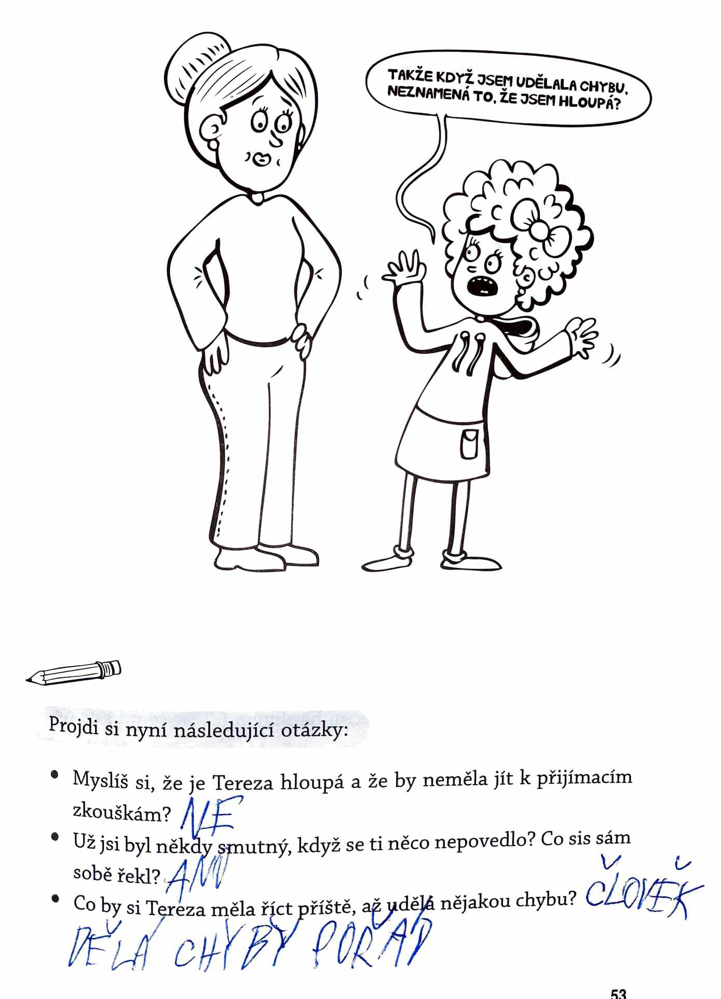 TAKŽE KDYŽ JSEM UDĚLALA CHYBU,
NEZNAMENÁ TO, ŽE JSEM HLOUPÁ?
Projdi si nyní následující otázky:
• Myslíš si, že je Tereza hloupá a že by neměla jít k přijímacím
zkouškám? NE
• Už jsi byl někdy smutný, když se ti něco nepovedlo? Co sis sám
sobě řekl? ANO
• Co by si Tereza měla říct příště, až udělá nějakou chybu? ČLOVĚK
DĚLÁ CHYBY POŘÁD
53